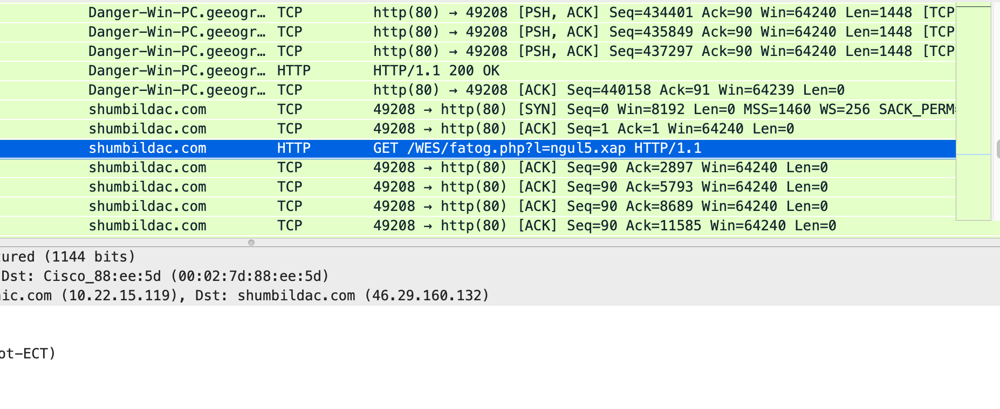 Danger-Win-PC.geeogr… TCP http(80) → 49208 [PSH, ACK] Seq=434401 Ack=90 Win=64240 Len=1448 [TCP
Danger-Win-PC.geeogr… TCP http(80) → 49208 [PSH, ACK] Seq=435849 Ack=90 Win=64240 Len=1448 [TCP
Danger-Win-PC.geeogr… TCP http(80) → 49208 [PSH, ACK] Seq=437297 Ack=90 Win=64240 Len=1448 [TCP
Danger-Win-PC.geeogr… HTTP HTTP/1.1 200 OK
Danger-Win-PC.geeogr… TCP http(80) → 49208 [ACK] Seq=440158 Ack=91 Win=64239 Len=0
shumbildac.com TCP 49208 → http(80) [SYN] Seq=0 Win=8192 Len=0 MSS=1460 WS=256 SACK_PERM
shumbildac.com TCP 49208 → http(80) [ACK] Seq=1 Ack=1 Win=64240 Len=0
shumbildac.com HTTP GET /WES/fatog.php?l=ngul5.xap HTTP/1.1
shumbildac.com TCP 49208 → http(80) [ACK] Seq=90 Ack=2897 Win=64240 Len=0
shumbildac.com TCP 49208 → http(80) [ACK] Seq=90 Ack=5793 Win=64240 Len=0
shumbildac.com TCP 49208 → http(80) [ACK] Seq=90 Ack=8689 Win=64240 Len=0
shumbildac.com TCP 49208 → http(80) [ACK] Seq=90 Ack=11585 Win=64240 Len=0
ured (1144 bits)
Dst: Cisco_88:ee:5d (00:02:7d:88:ee:5d)
ic.com (10.22.15.119), Dst: shumbildac.com (46.29.160.132)
ot-ECT)